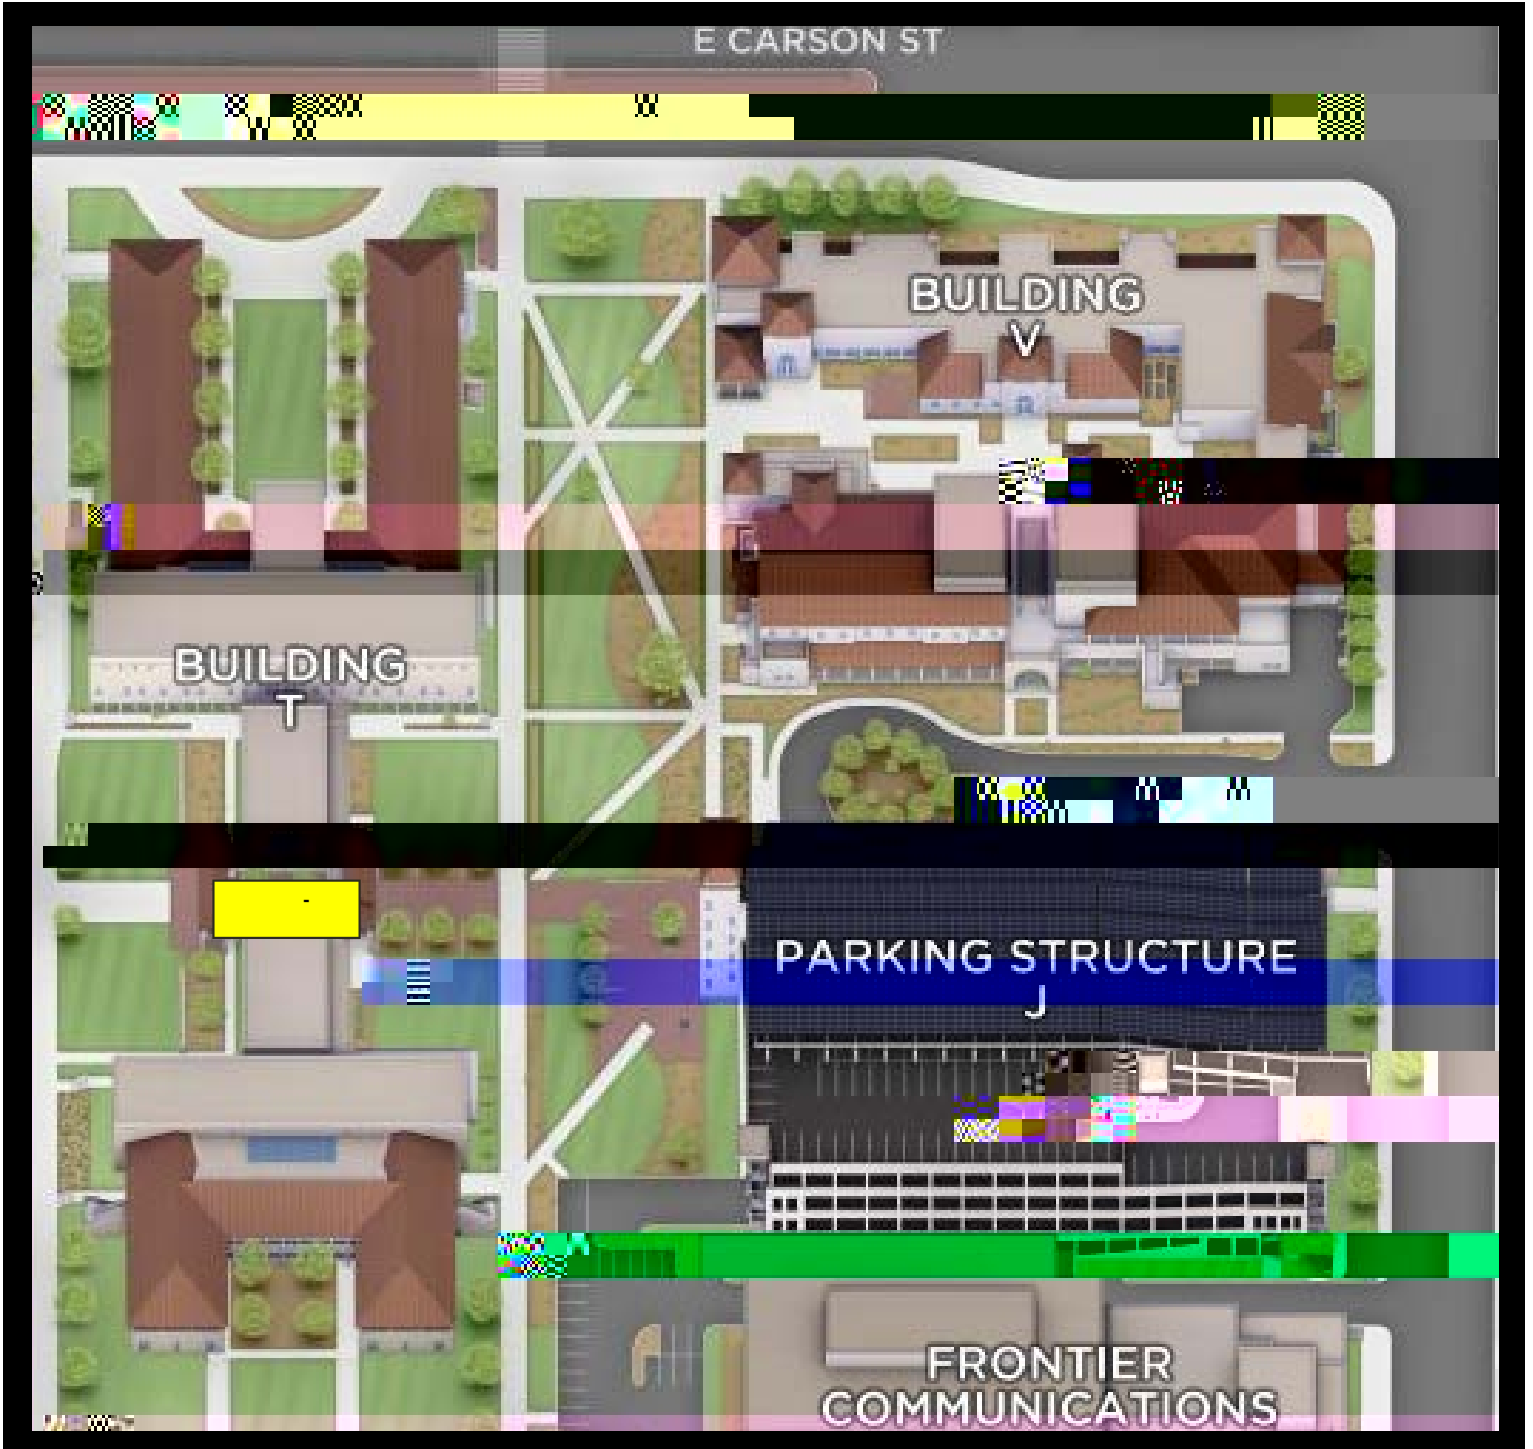 E CARSON ST
BUILDING
V
BUILDING
T
PARKING STRUCTURE
J
FRONTIER
COMMUNICATIONS